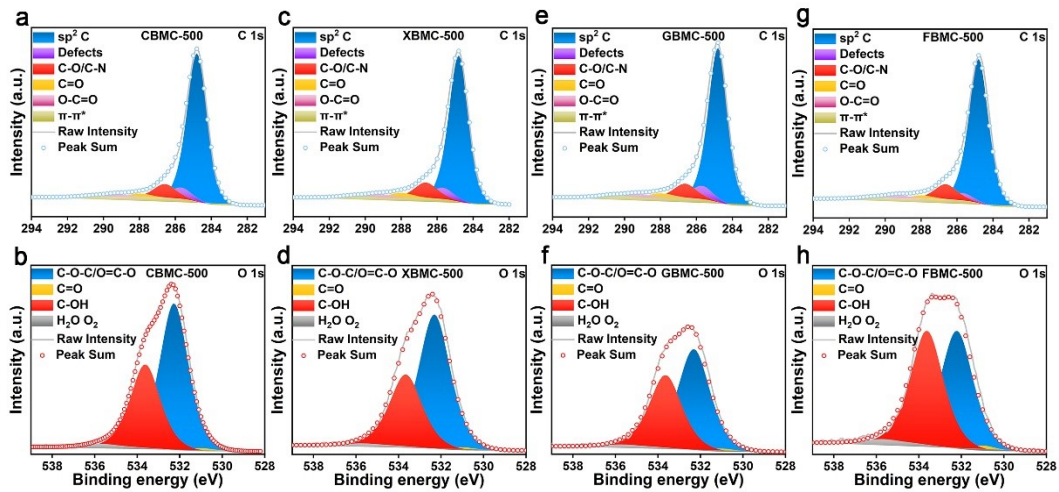 a
CBMC-500
C 1s
sp² C
Defects
C-O/C-N
C=O
O-C=O
π-π*
Raw Intensity
Peak Sum
Intensity (a.u.)
294 292 290 288 286 284 282
c
XBMC-500
C 1s
sp² C
Defects
C-O/C-N
C=O
O-C=O
π-π*
Raw Intensity
Peak Sum
Intensity (a.u.)
294 292 290 288 286 284 282
e
GBMC-500
C 1s
sp² C
Defects
C-O/C-N
C=O
O-C=O
π-π*
Raw Intensity
Peak Sum
Intensity (a.u.)
294 292 290 288 286 284 282
g
FBMC-500
C 1s
sp² C
Defects
C-O/C-N
C=O
O-C=O
π-π*
Raw Intensity
Peak Sum
Intensity (a.u.)
294 292 290 288 286 284 282
b
C-O-C/O=C-O
CBMC-500
O 1s
C=O
C-OH
H₂O O₂
Raw Intensity
Peak Sum
Intensity (a.u.)
538 536 534 532 530 528
Binding energy (eV)
d
C-O-C/O=C-O
XBMC-500
O 1s
C=O
C-OH
H₂O O₂
Raw Intensity
Peak Sum
Intensity (a.u.)
538 536 534 532 530 528
Binding energy (eV)
f
C-O-C/O=C-O
GBMC-500
O 1s
C=O
C-OH
H₂O O₂
Raw Intensity
Peak Sum
Intensity (a.u.)
538 536 534 532 530 528
Binding energy (eV)
h
C-O-C/O=C-O
FBMC-500
O 1s
C=O
C-OH
H₂O O₂
Raw Intensity
Peak Sum
Intensity (a.u.)
538 536 534 532 530 528
Binding energy (eV)